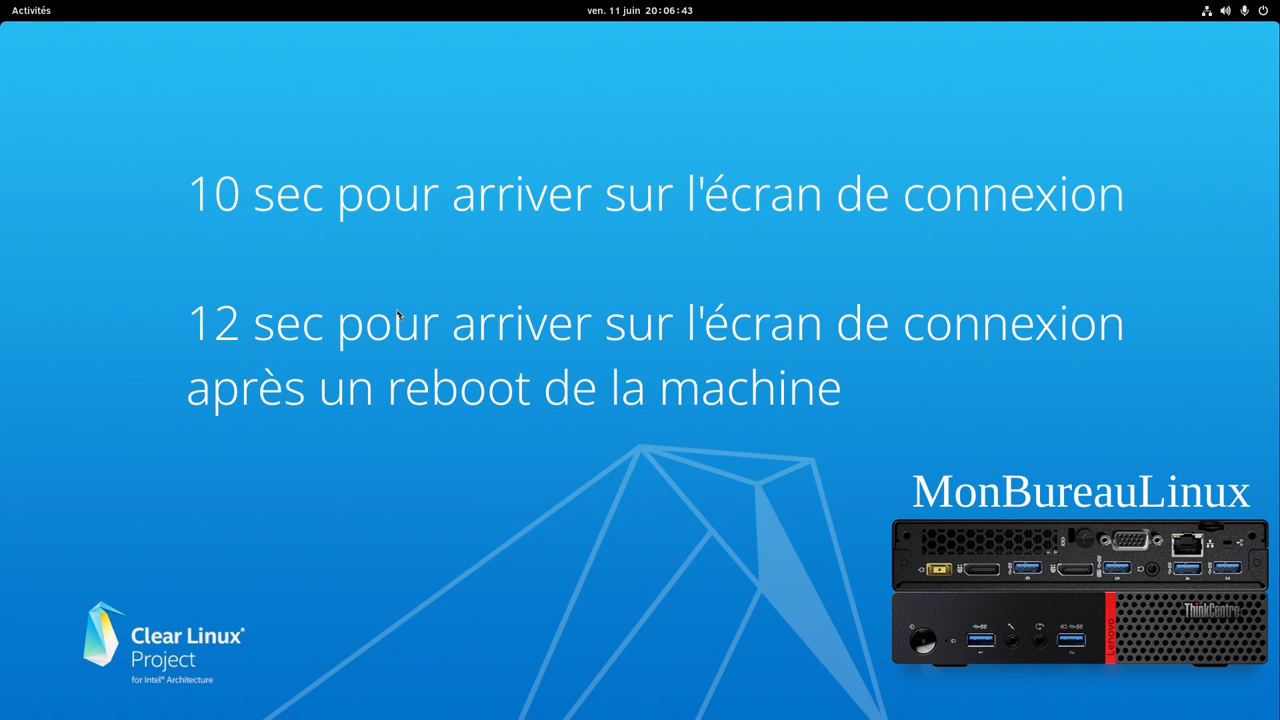 Activités
ven. 11 juin 20:06:43
10 sec pour arriver sur l'écran de connexion
12 sec pour arriver sur l'écran de connexion
après un reboot de la machine
MonBureauLinux
ThinkCentre
Lenovo
Clear Linux*
Project
for Intel® Architecture